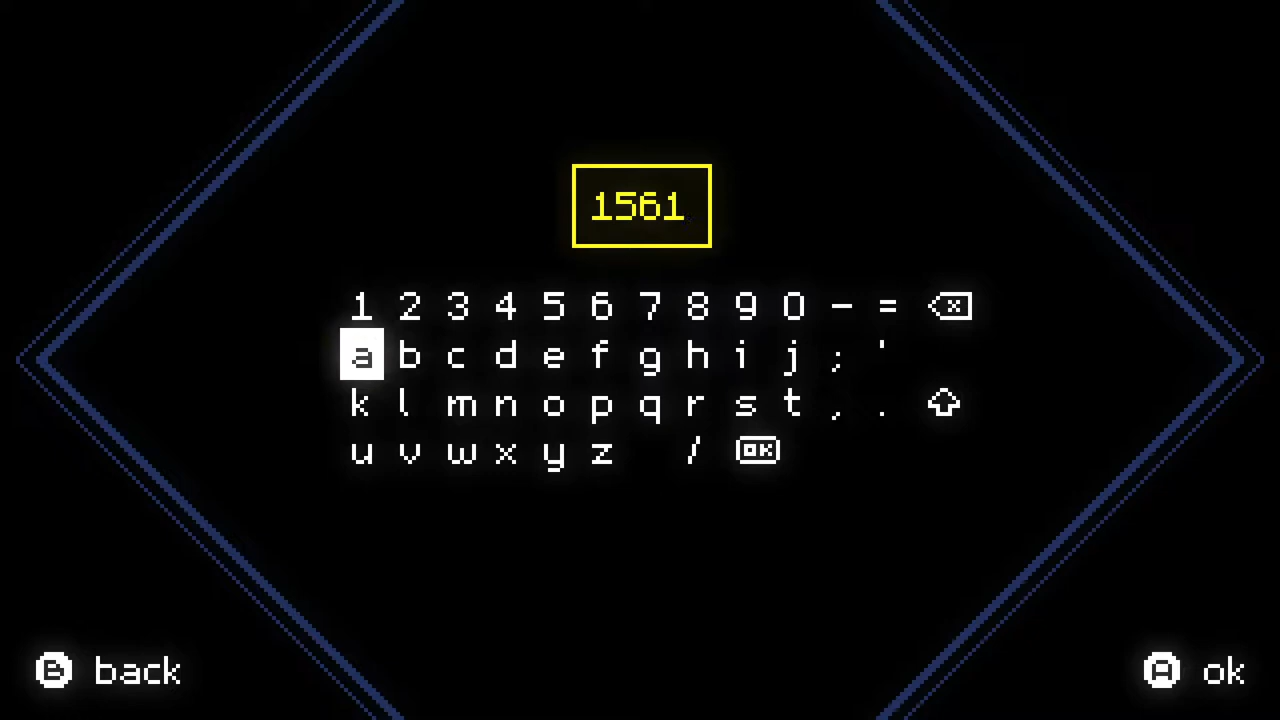 1561
1 2 3 4 5 6 7 8 9 0 - =
a b c d e f g h i j ; '
k l m n o p q r s t , .
u v w x y z / OK
B back A ok